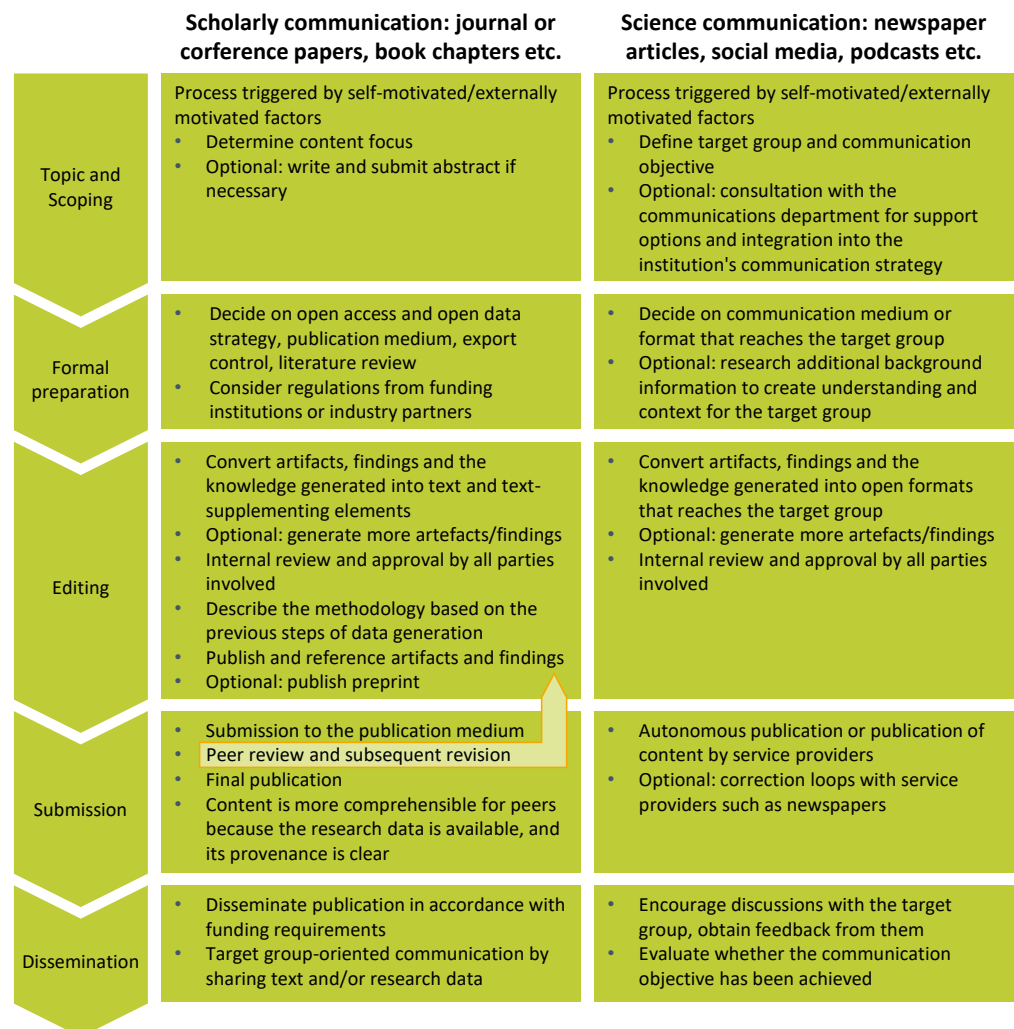 Scholarly communication: journal or
corference papers, book chapters etc.
Science communication: newspaper
articles, social media, podcasts etc.
Topic and
Scoping
Process triggered by self-motivated/externally
motivated factors
• Determine content focus
• Optional: write and submit abstract if
necessary
Process triggered by self-motivated/externally
motivated factors
• Define target group and communication
objective
• Optional: consultation with the
communications department for support
options and integration into the
institution's communication strategy
Formal
preparation
• Decide on open access and open data
strategy, publication medium, export
control, literature review
• Consider regulations from funding
institutions or industry partners
• Decide on communication medium or
format that reaches the target group
• Optional: research additional background
information to create understanding and
context for the target group
Editing
• Convert artifacts, findings and the
knowledge generated into text and text-
supplementing elements
• Optional: generate more artefacts/findings
• Internal review and approval by all parties
involved
• Describe the methodology based on the
previous steps of data generation
• Publish and reference artifacts and findings
• Optional: publish preprint
• Convert artifacts, findings and the
knowledge generated into open formats
that reaches the target group
• Optional: generate more artefacts/findings
• Internal review and approval by all parties
involved
Submission
• Submission to the publication medium
• Peer review and subsequent revision
• Final publication
• Content is more comprehensible for peers
because the research data is available, and
its provenance is clear
• Autonomous publication or publication of
content by service providers
• Optional: correction loops with service
providers such as newspapers
Dissemination
• Disseminate publication in accordance with
funding requirements
• Target group-oriented communication by
sharing text and/or research data
• Encourage discussions with the target
group, obtain feedback from them
• Evaluate whether the communication
objective has been achieved